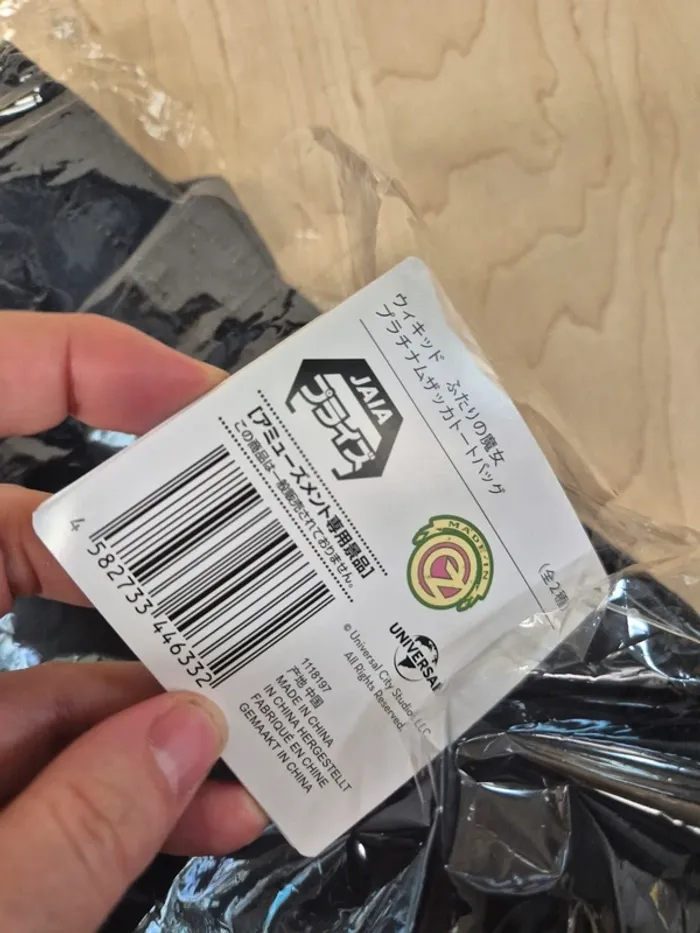 ウィキッド ふたりの魔女
プラチナムザッカトートバッグ
(全2種)
JAIA
プライズ
【アミューズメント専用景品】
この商品は一般販売されておりません。
MADE IN
4 582733 446332
UNIVERSAL
© Universal City Studios LLC
All Rights Reserved.
1118197
产地 中国
MADE IN CHINA
IN CHINA HERGESTELLT
FABRIQUÉ EN CHINE
GEMAAKT IN CHINA